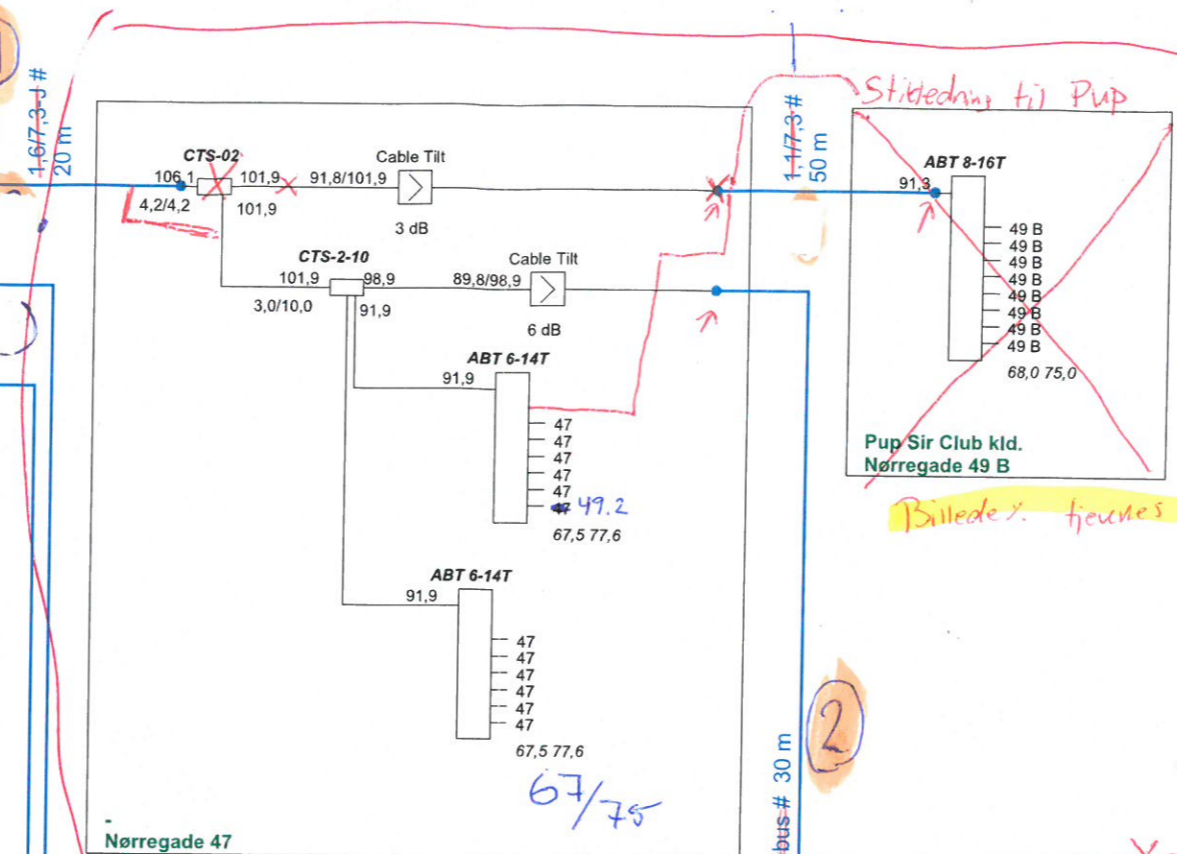 1,6/7,3-J #
20 m
CTS-02
106,1
101,9
91,8/101,9
Cable Tilt
4,2/4,2
101,9
3 dB
CTS-2-10
101,9
98,9
89,8/98,9
Cable Tilt
3,0/10,0
91,9
6 dB
ABT 6-14T
91,9
47
47
47
47
47
47
49.2
67,5 77,6
ABT 6-14T
91,9
47
47
47
47
47
47
67,5 77,6
67/75
-
Nørregade 47
1,1/7,3 #
50 m
Stikledning til Pup
ABT 8-16T
91,3
49 B
49 B
49 B
49 B
49 B
49 B
49 B
49 B
68,0 75,0
Pup Sir Club kld.
Nørregade 49 B
fjernes
2
bus # 30 m